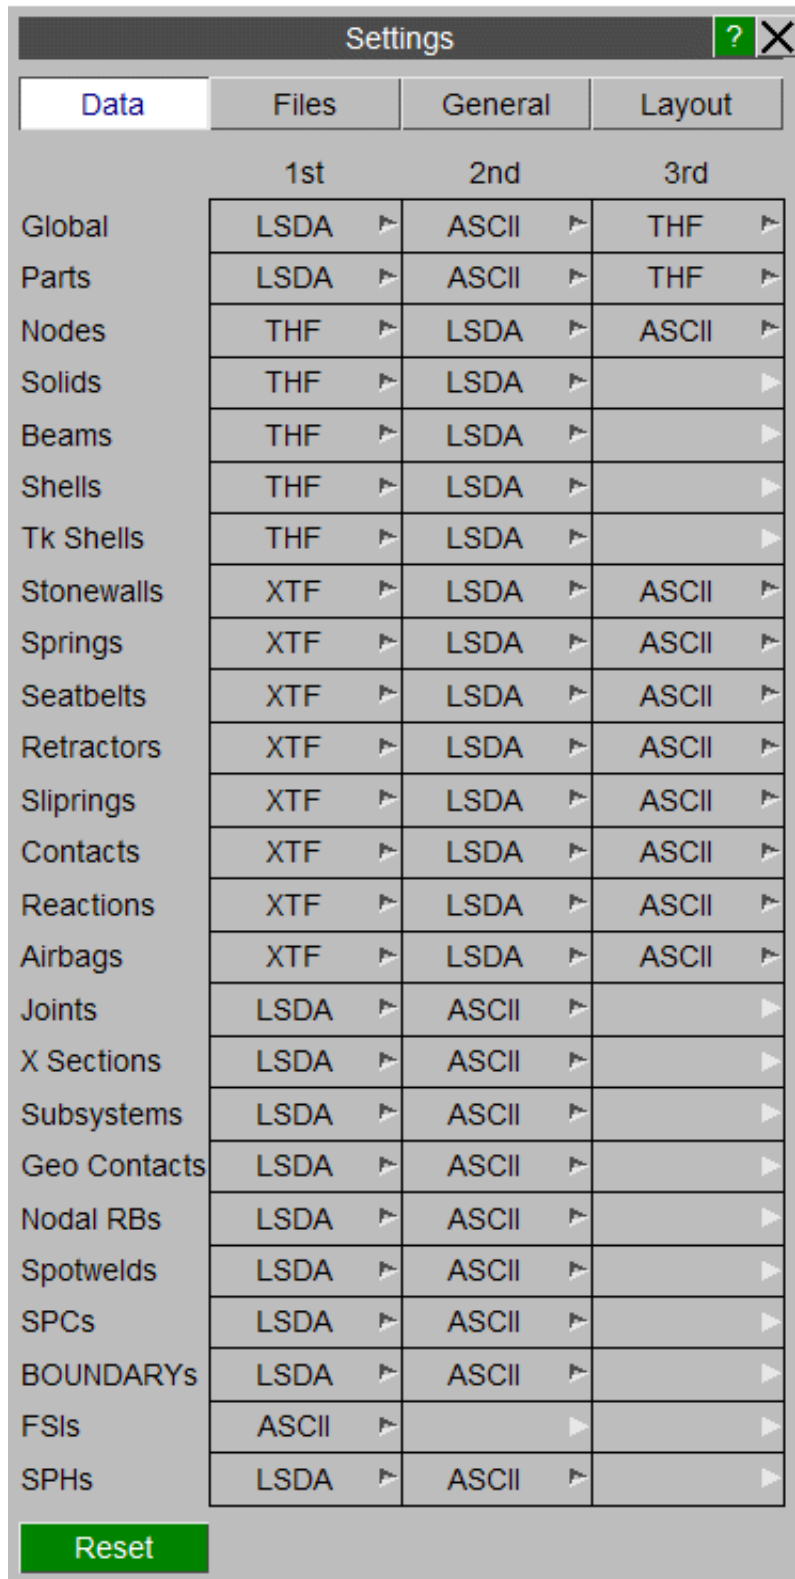 Settings ? X
Data Files General Layout
1st 2nd 3rd
Global LSDA ASCII THF
Parts LSDA ASCII THF
Nodes THF LSDA ASCII
Solids THF LSDA
Beams THF LSDA
Shells THF LSDA
Tk Shells THF LSDA
Stonewalls XTF LSDA ASCII
Springs XTF LSDA ASCII
Seatbelts XTF LSDA ASCII
Retractors XTF LSDA ASCII
Sliprings XTF LSDA ASCII
Contacts XTF LSDA ASCII
Reactions XTF LSDA ASCII
Airbags XTF LSDA ASCII
Joints LSDA ASCII
X Sections LSDA ASCII
Subsystems LSDA ASCII
Geo Contacts LSDA ASCII
Nodal RBs LSDA ASCII
Spotwelds LSDA ASCII
SPCs LSDA ASCII
BOUNDARYs LSDA ASCII
FSIs ASCII
SPHs LSDA ASCII
Reset